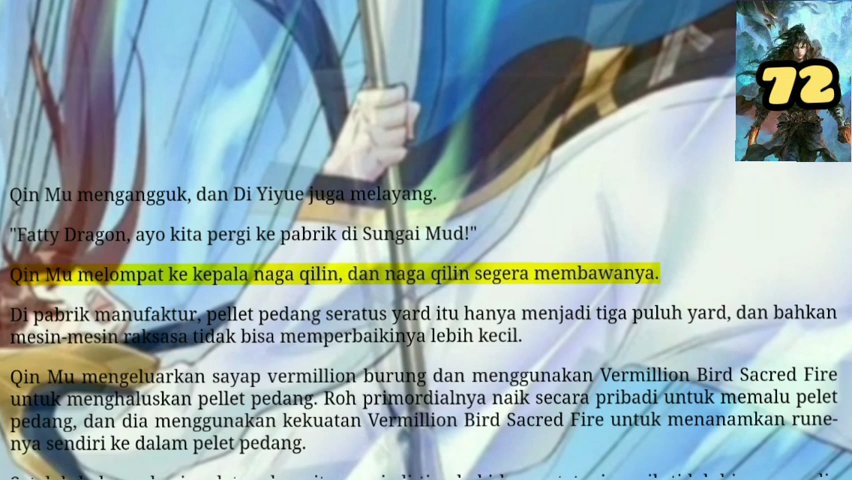 72
Qin Mu mengangguk, dan Di Yiyue juga melayang.
"Fatty Dragon, ayo kita pergi ke pabrik di Sungai Mud!"
Qin Mu melompat ke kepala naga qilin, dan naga qilin segera membawanya.
Di pabrik manufaktur, pellet pedang seratus yard itu hanya menjadi tiga puluh yard, dan bahkan
mesin-mesin raksasa tidak bisa memperbaikinya lebih kecil.
Qin Mu mengeluarkan sayap vermillion burung dan menggunakan Vermillion Bird Sacred Fire
untuk menghaluskan pellet pedang. Roh primordialnya naik secara pribadi untuk memalu pelet
pedang, dan dia menggunakan kekuatan Vermillion Bird Sacred Fire untuk menanamkan rune-
nya sendiri ke dalam pelet pedang.